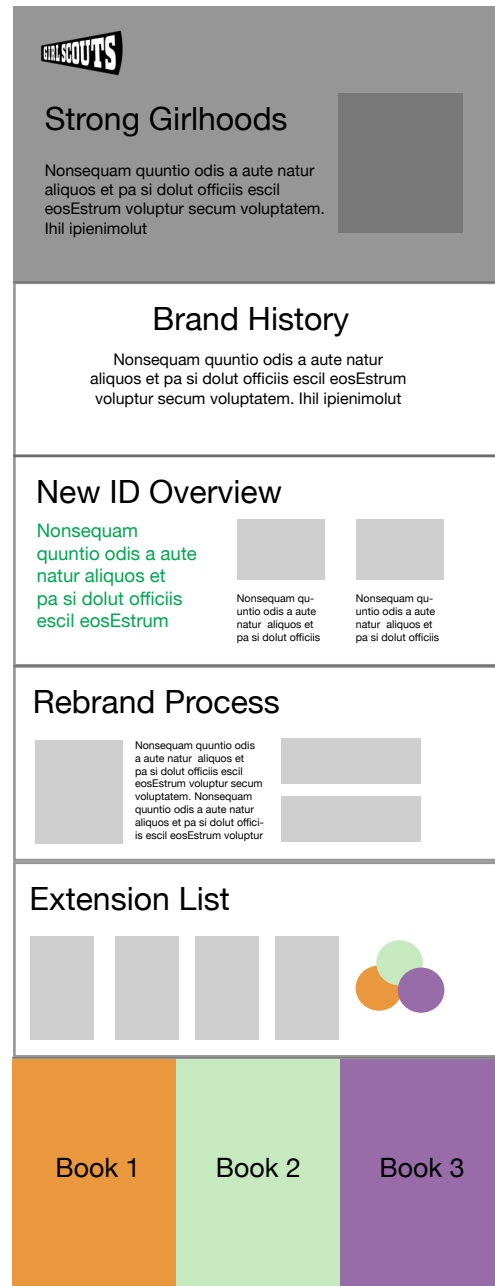 GIRL SCOUTS
Strong Girlhoods
Nonsequam quuntio odis a aute natur
aliquos et pa si dolut officiis escil
eosEstrum voluptur secum voluptatem.
Ihil ipienimolut
Brand History
Nonsequam quuntio odis a aute natur
aliquos et pa si dolut officiis escil eosEstrum
voluptur secum voluptatem. Ihil ipienimolut
New ID Overview
Nonsequam
quuntio odis a aute
natur aliquos et
pa si dolut officiis
escil eosEstrum
Nonsequam qu-
untio odis a aute
natur  aliquos et
pa si dolut officiis
Nonsequam qu-
untio odis a aute
natur  aliquos et
pa si dolut officiis
Rebrand Process
Nonsequam quuntio odis
a aute natur  aliquos et
pa si dolut officiis escil
eosEstrum voluptur secum
voluptatem. Nonsequam
quuntio odis a aute natur
aliquos et pa si dolut offici-
is escil eosEstrum voluptur
Extension List
Book 1
Book 2
Book 3